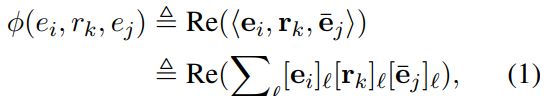 ϕ(e_i, r_k, e_j) ≜ Re(⟨𝐞_i, 𝐫_k, 𝐞̄_j⟩)
≜ Re(∑_ℓ [𝐞_i]_ℓ [𝐫_k]_ℓ [𝐞̄_j]_ℓ), (1)